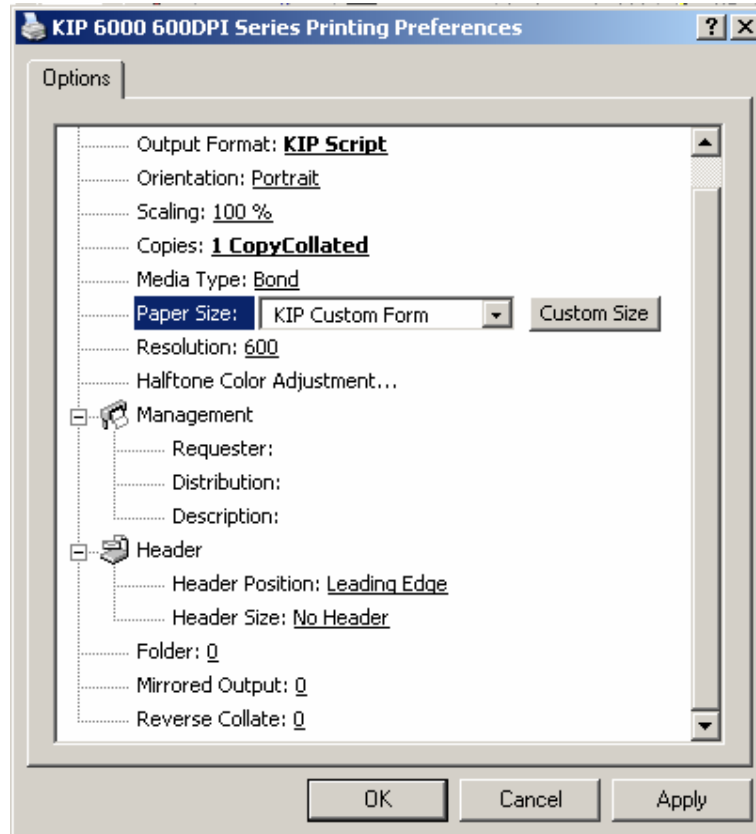 KIP 6000 600DPI Series Printing Preferences
Options
Output Format: KIP Script
Orientation: Portrait
Scaling: 100 %
Copies: 1 CopyCollated
Media Type: Bond
Paper Size: KIP Custom Form Custom Size
Resolution: 600
Halftone Color Adjustment...
Management
Requester:
Distribution:
Description:
Header
Header Position: Leading Edge
Header Size: No Header
Folder: 0
Mirrored Output: 0
Reverse Collate: 0
OK Cancel Apply